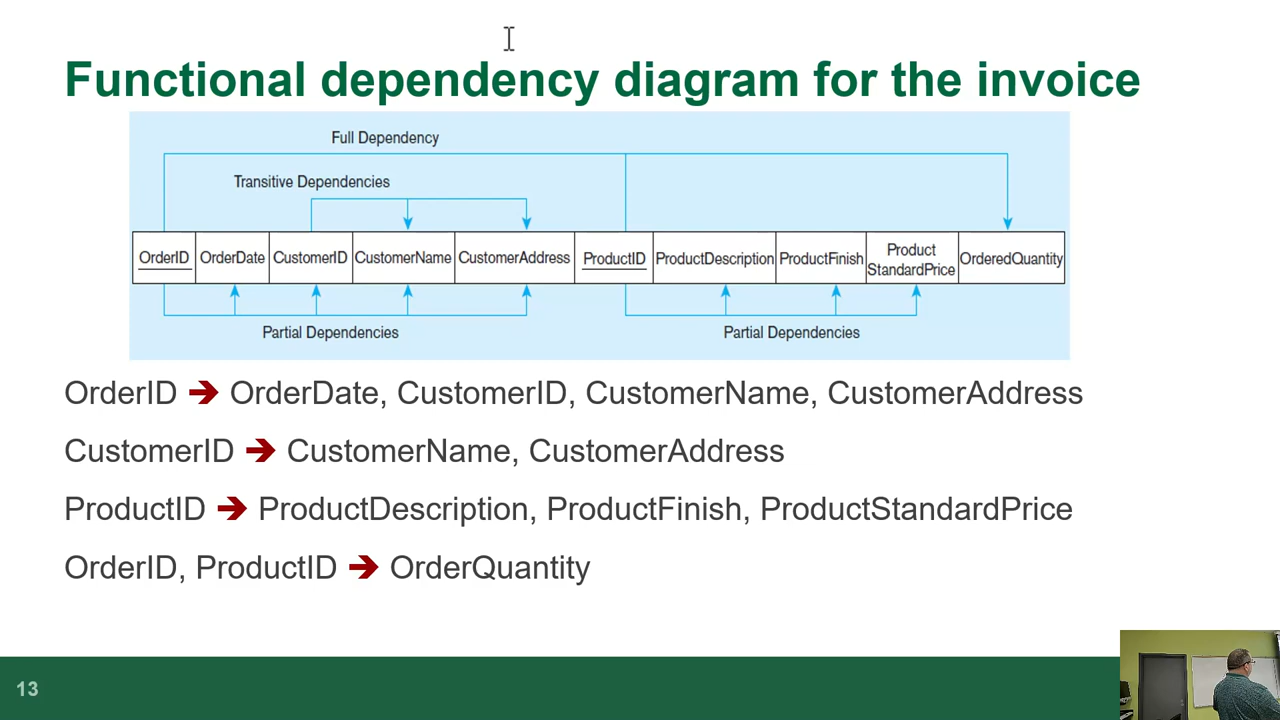 Functional dependency diagram for the invoice
Full Dependency
Transitive Dependencies
OrderID OrderDate CustomerID CustomerName CustomerAddress ProductID ProductDescription ProductFinish Product StandardPrice OrderedQuantity
Partial Dependencies Partial Dependencies
OrderID ➔ OrderDate, CustomerID, CustomerName, CustomerAddress
CustomerID ➔ CustomerName, CustomerAddress
ProductID ➔ ProductDescription, ProductFinish, ProductStandardPrice
OrderID, ProductID ➔ OrderQuantity
13